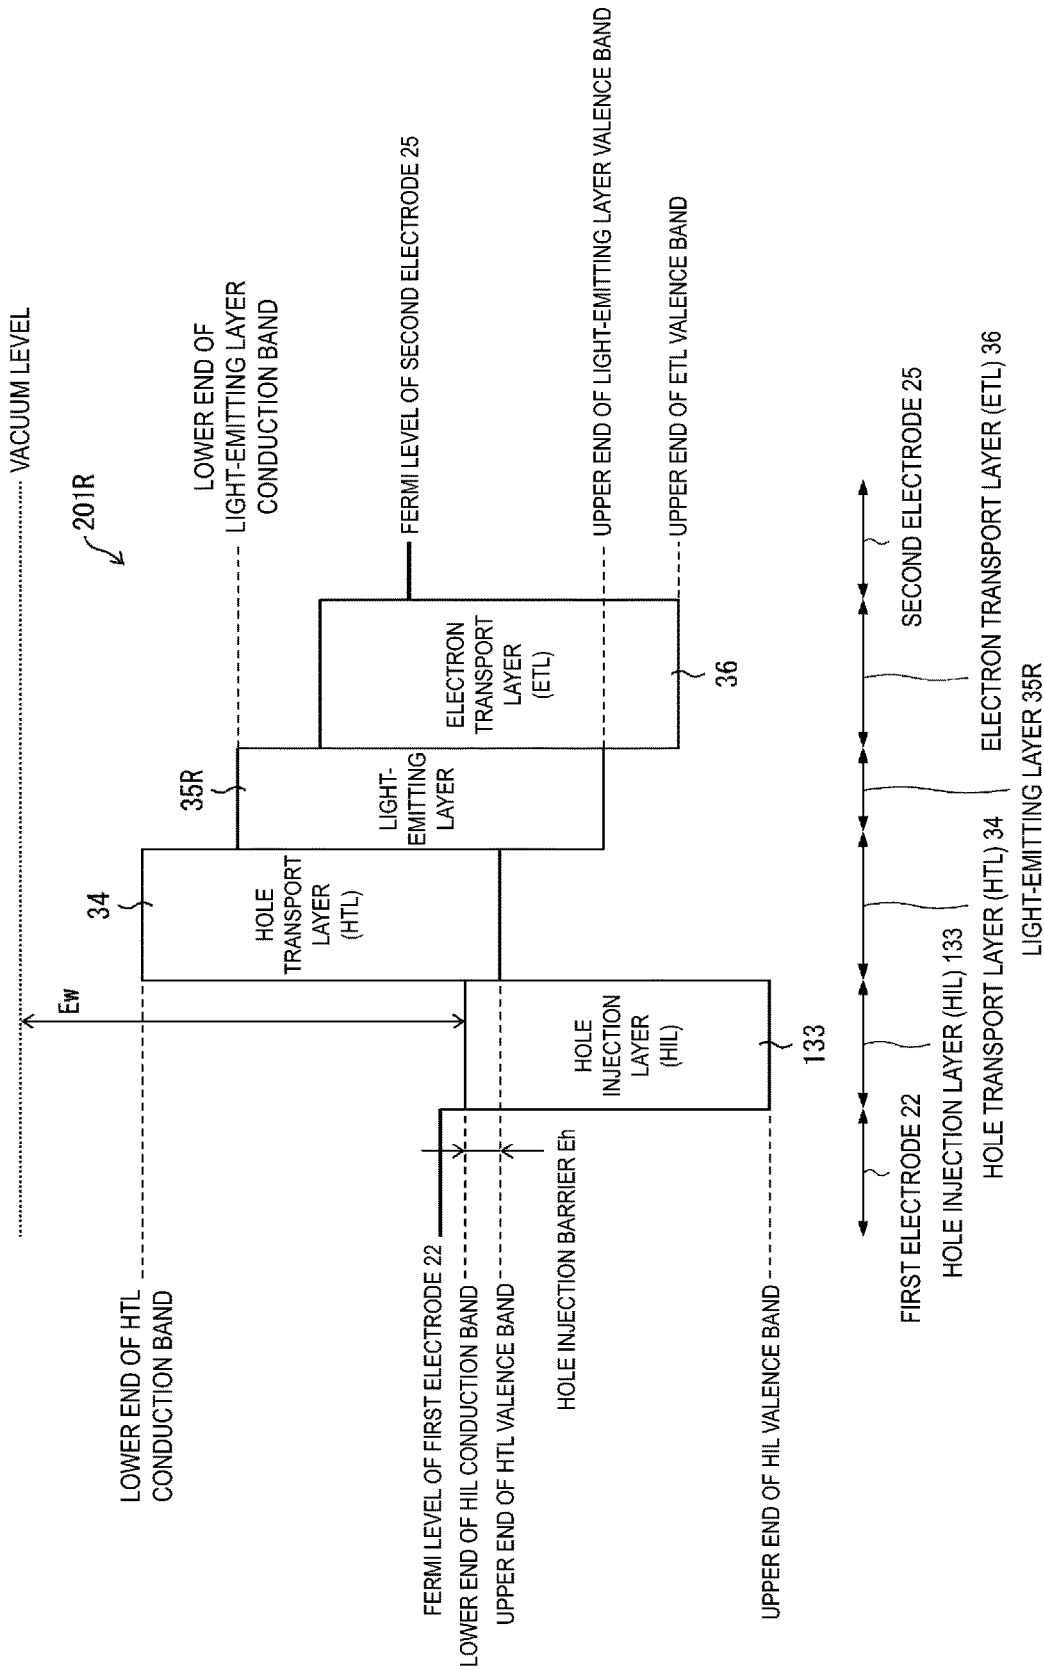 VACUUM LEVEL
201R
LOWER END OF
LIGHT-EMITTING LAYER
CONDUCTION BAND
FERMI LEVEL OF SECOND ELECTRODE 25
UPPER END OF LIGHT-EMITTING LAYER VALENCE BAND
UPPER END OF ETL VALENCE BAND
LOWER END OF HTL
CONDUCTION BAND
FERMI LEVEL OF FIRST ELECTRODE 22
LOWER END OF HIL CONDUCTION BAND
UPPER END OF HTL VALENCE BAND
HOLE INJECTION BARRIER Eh
UPPER END OF HIL VALENCE BAND
Ew
34
HOLE
TRANSPORT
LAYER
(HTL)
35R
LIGHT-
EMITTING
LAYER
ELECTRON
TRANSPORT
LAYER
(ETL)
36
HOLE
INJECTION
LAYER
(HIL)
133
FIRST ELECTRODE 22
HOLE INJECTION LAYER (HIL) 133
HOLE TRANSPORT LAYER (HTL) 34
LIGHT-EMITTING LAYER 35R
ELECTRON TRANSPORT LAYER (ETL) 36
SECOND ELECTRODE 25